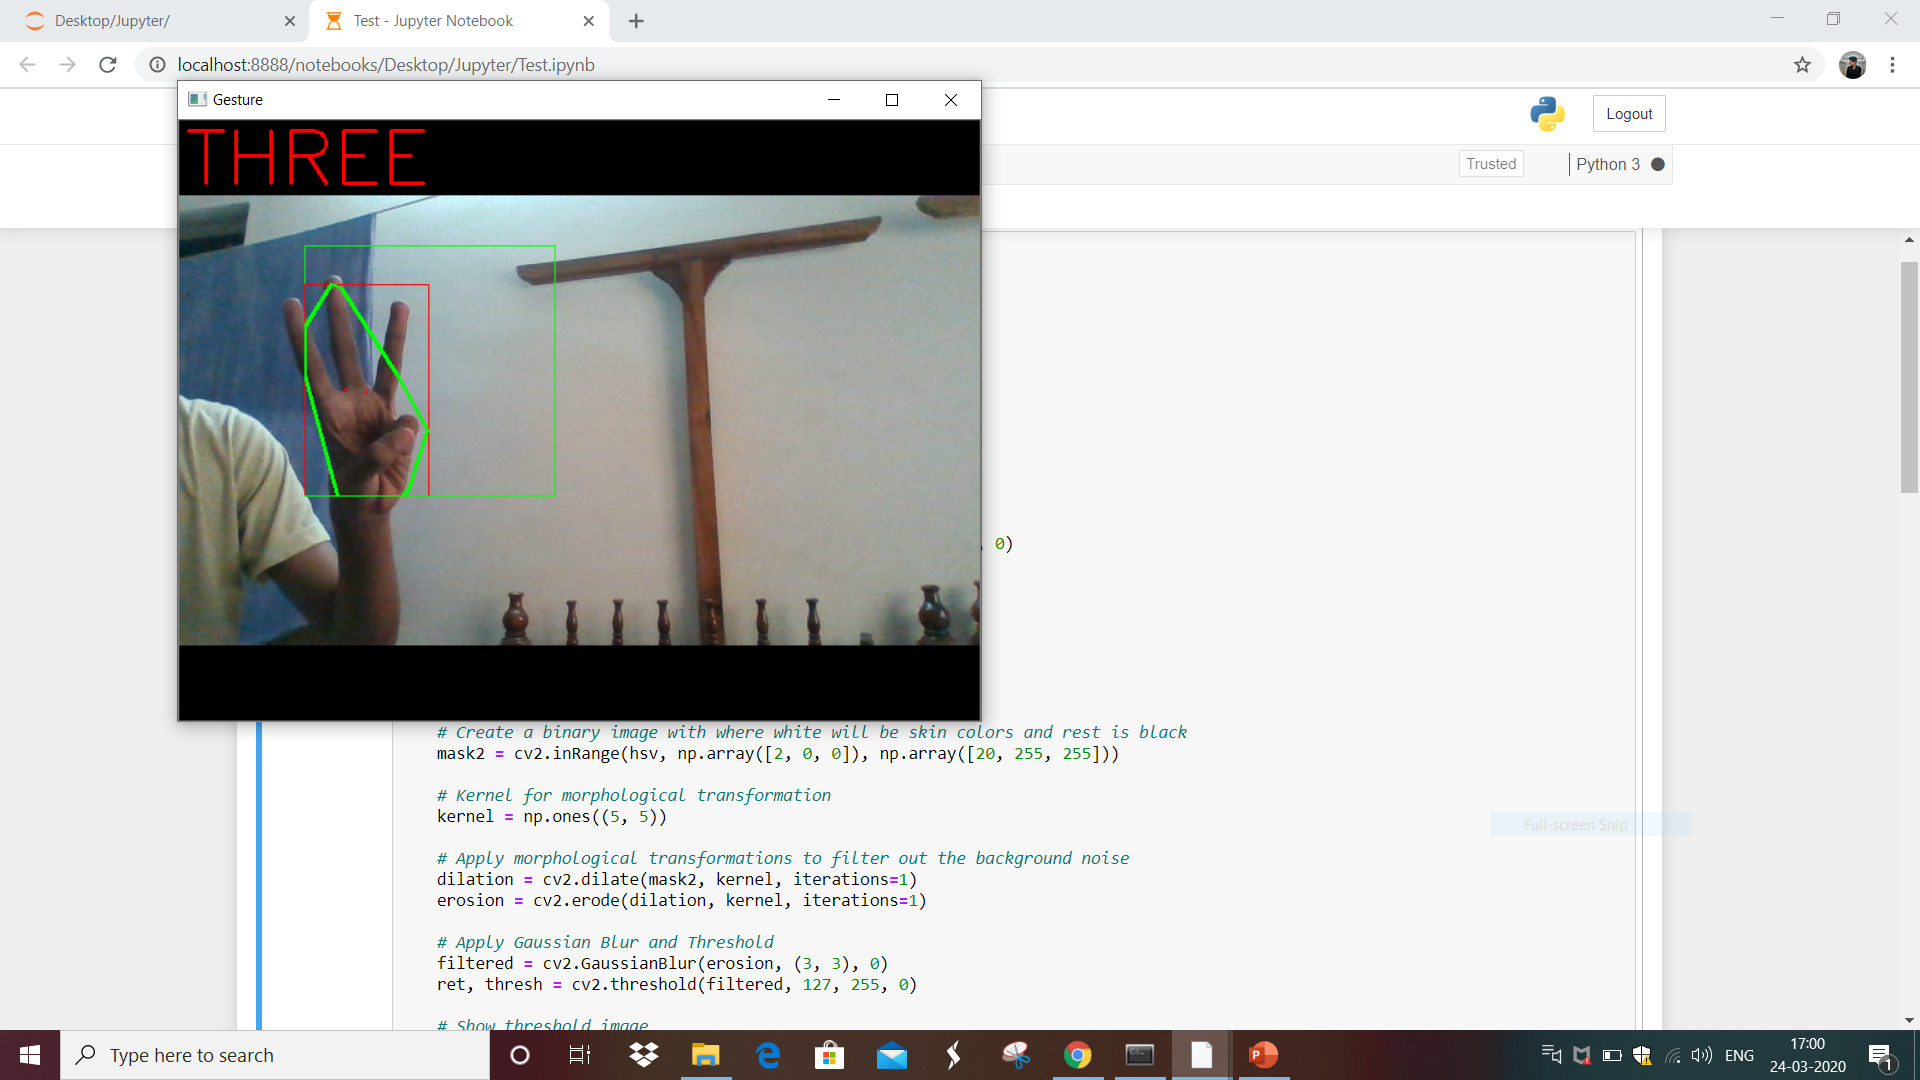 Desktop/Jupyter/
Test - Jupyter Notebook
localhost:8888/notebooks/Desktop/Jupyter/Test.ipynb
Gesture
THREE
Logout
Trusted
Python 3
, 0)
# Create a binary image with where white will be skin colors and rest is black
mask2 = cv2.inRange(hsv, np.array([2, 0, 0]), np.array([20, 255, 255]))
# Kernel for morphological transformation
kernel = np.ones((5, 5))
Full-screen Snip
# Apply morphological transformations to filter out the background noise
dilation = cv2.dilate(mask2, kernel, iterations=1)
erosion = cv2.erode(dilation, kernel, iterations=1)
# Apply Gaussian Blur and Threshold
filtered = cv2.GaussianBlur(erosion, (3, 3), 0)
ret, thresh = cv2.threshold(filtered, 127, 255, 0)
# Show threshold image
Type here to search
ENG
17:00
24-03-2020
1